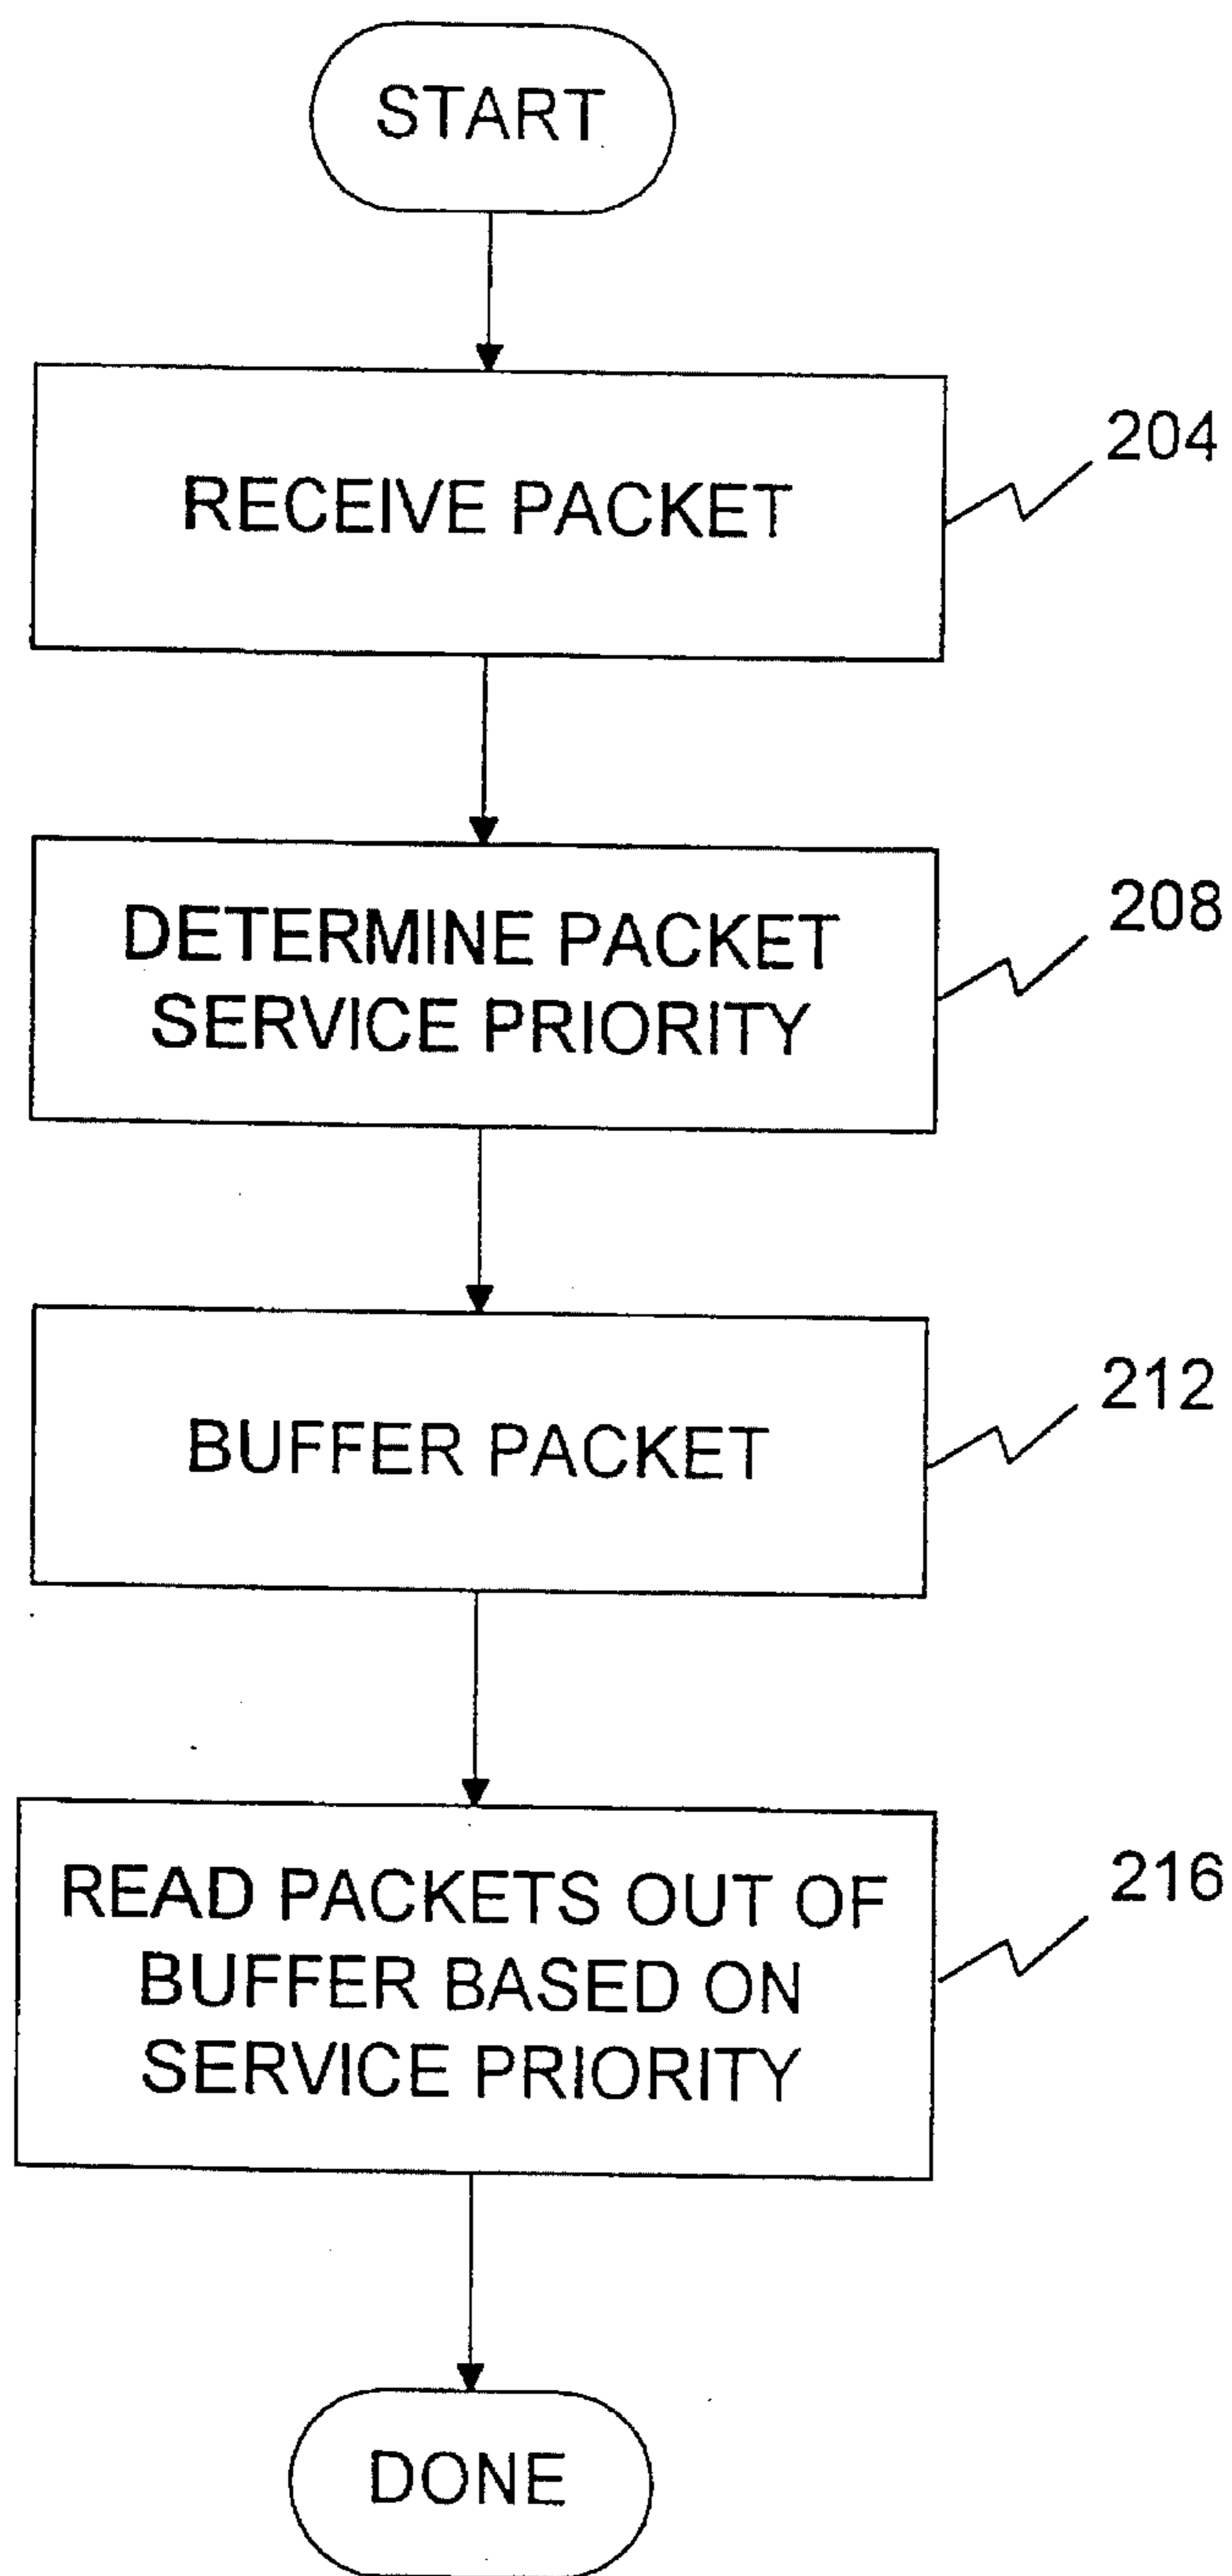 START
RECEIVE PACKET
204
DETERMINE PACKET
SERVICE PRIORITY
208
BUFFER PACKET
212
READ PACKETS OUT OF
BUFFER BASED ON
SERVICE PRIORITY
216
DONE